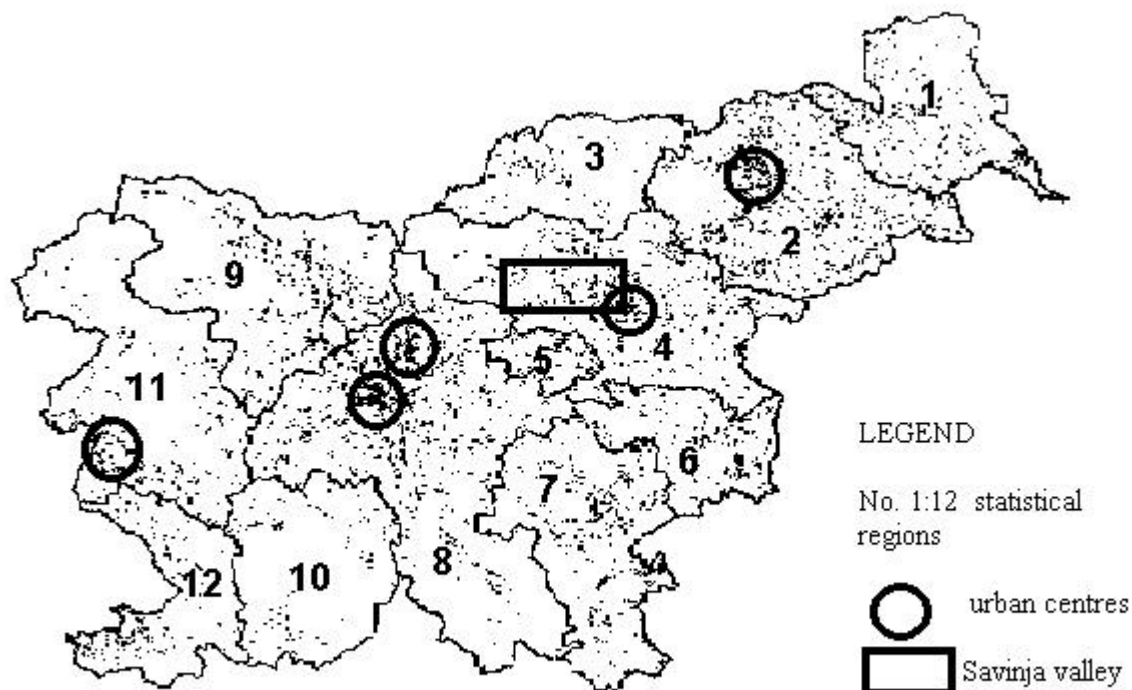 1
3
2
9
4
5
11
6
7
8
10
12
LEGEND
No. 1:12 statistical
regions
urban centres
Savinja valley